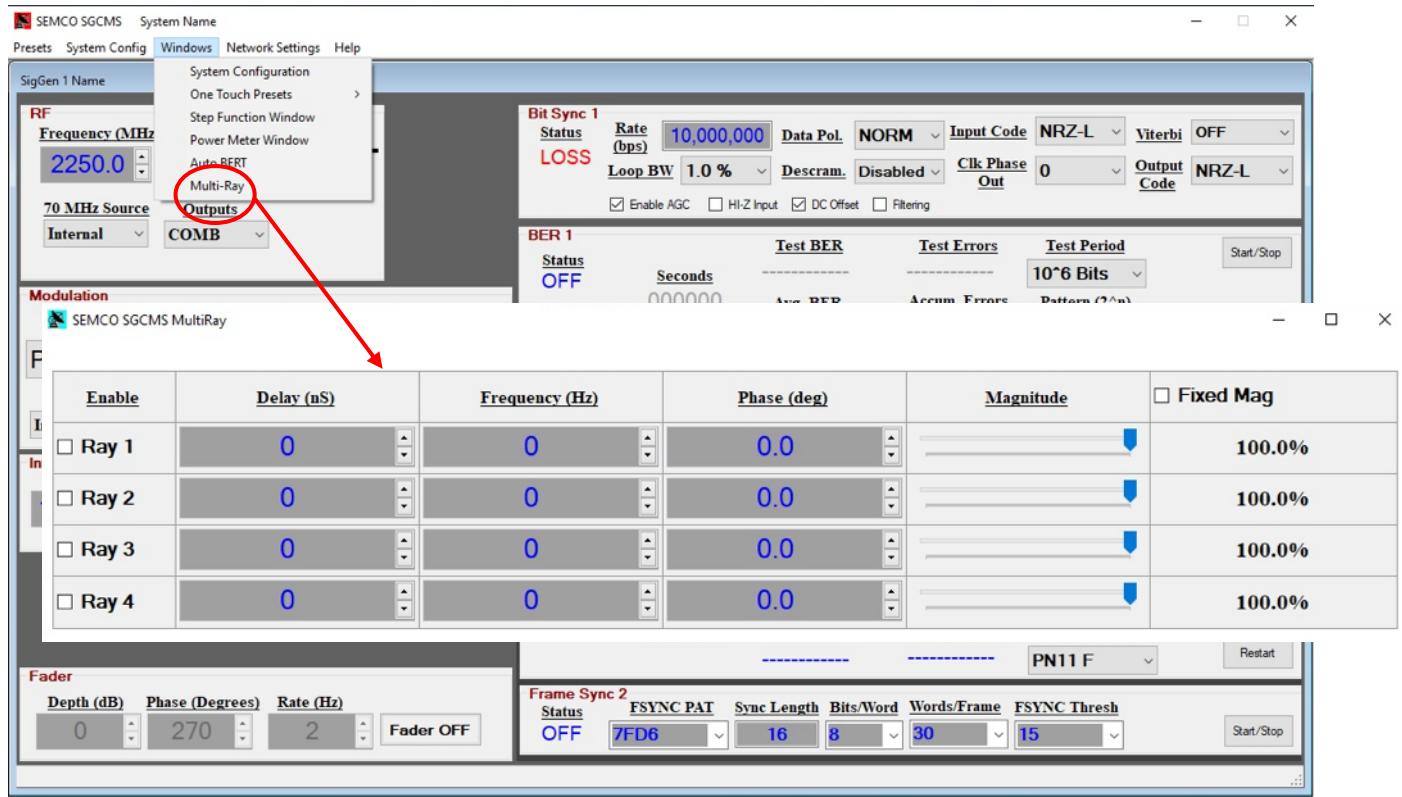 SEMCO SGCMS System Name
Presets System Config Windows Network Settings Help
SigGen 1 Name
System Configuration
One Touch Presets >
Step Function Window
Power Meter Window
Auto BERT
Multi-Ray
RF
Frequency (MHz
2250.0
70 MHz Source Outputs
Internal COMB
Bit Sync 1
Status Rate (bps) 10,000,000 Data Pol. NORM Input Code NRZ-L Viterbi OFF
LOSS Loop BW 1.0 % Descram. Disabled Clk Phase Out 0 Output Code NRZ-L
Enable AGC HI-Z Input DC Offset Filtering
BER 1
Status Test BER Test Errors Test Period Start/Stop
OFF Seconds ------------ ------------ 10^6 Bits
000000 Avg. BER Accum. Errors Pattern (2^n)
Modulation
SEMCO SGCMS MultiRay
Enable Delay (nS) Frequency (Hz) Phase (deg) Magnitude Fixed Mag
Ray 1 0 0 0.0 100.0%
Ray 2 0 0 0.0 100.0%
Ray 3 0 0 0.0 100.0%
Ray 4 0 0 0.0 100.0%
------------ ------------ PN11 F Restart
Fader
Depth (dB) Phase (Degrees) Rate (Hz)
0 270 2 Fader OFF
Frame Sync 2
Status FSYNC PAT Sync Length Bits/Word Words/Frame FSYNC Thresh
OFF 7FD6 16 8 30 15 Start/Stop